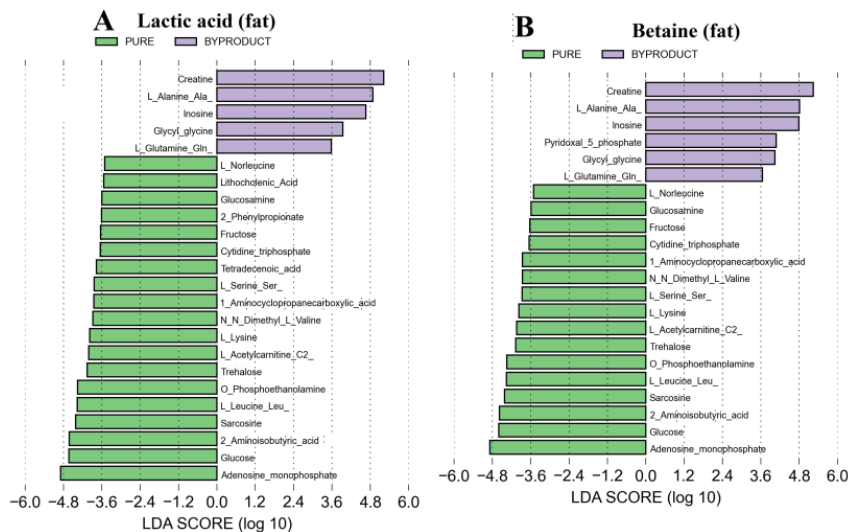 A Lactic acid (fat)
PURE BYPRODUCT
Creatine
L_Alanine_Ala_
Inosine
Glycyl_glycine
L_Glutamine_Gln_
L_Norleucine
Lithocholenic_Acid
Glucosamine
2_Phenylpropionate
Fructose
Cytidine_triphosphate
Tetradecenoic_acid
L_Serine_Ser_
1_Aminocyclopropanecarboxylic_acid
N_N_Dimethyl_L_Valine
L_Lysine
L_Acetylcarnitine_C2_
Trehalose
O_Phosphoethanolamine
L_Leucine_Leu_
Sarcosine
2_Aminoisobutyric_acid
Glucose
Adenosine_monophosphate
−6.0 −4.8 −3.6 −2.4 −1.2 0.0 1.2 2.4 3.6 4.8 6.0
LDA SCORE (log 10)
B Betaine (fat)
PURE BYPRODUCT
Creatine
L_Alanine_Ala_
Inosine
Pyridoxal_5_phosphate
Glycyl_glycine
L_Glutamine_Gln_
L_Norleucine
Glucosamine
Fructose
Cytidine_triphosphate
1_Aminocyclopropanecarboxylic_acid
N_N_Dimethyl_L_Valine
L_Serine_Ser_
L_Lysine
L_Acetylcarnitine_C2_
Trehalose
O_Phosphoethanolamine
L_Leucine_Leu_
Sarcosine
2_Aminoisobutyric_acid
Glucose
Adenosine_monophosphate
−6.0 −4.8 −3.6 −2.4 −1.2 0.0 1.2 2.4 3.6 4.8 6.0
LDA SCORE (log 10)